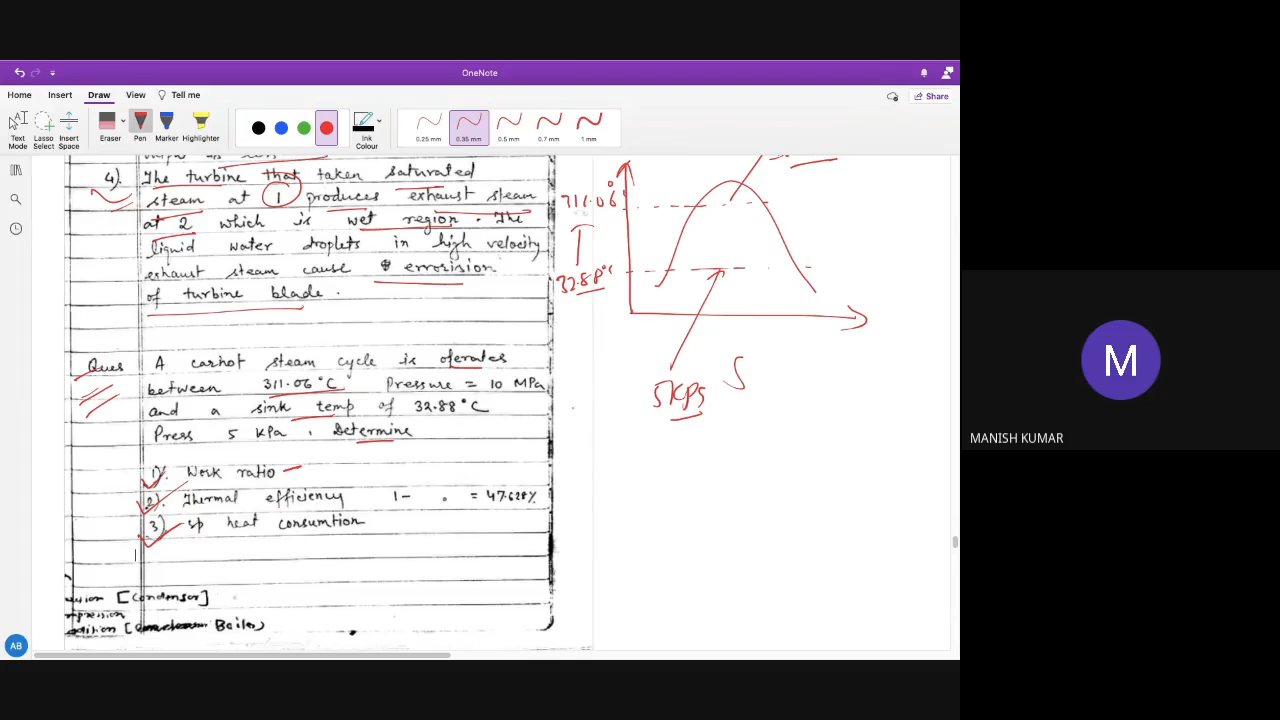 OneNote
Home Insert Draw View Tell me
Share
Text Mode
Lasso Select
Insert Space
Eraser
Pen
Marker
Highlighter
Ink Colour
0.25 mm
0.35 mm
0.5 mm
0.7 mm
1 mm
4). The turbine that taken saturated
steam at 1 produces exhaust steam
at 2 which is wet region. The
liquid water droplets in high velocity
exhaust steam cause errorision
of turbine blade.
Ques A carnot steam cycle is oferates
between 311.06°C Pressure = 10 MPa
and a sink temp of 32.88°C
Press 5 KPa. Determine
1). Work ratio
2). Thermal efficiency 1- . = 47.628%
3) sp heat consumtion
[Condensor]
Boiler)
311.06°
32.88°C
5KPs
S
AB
M
MANISH KUMAR